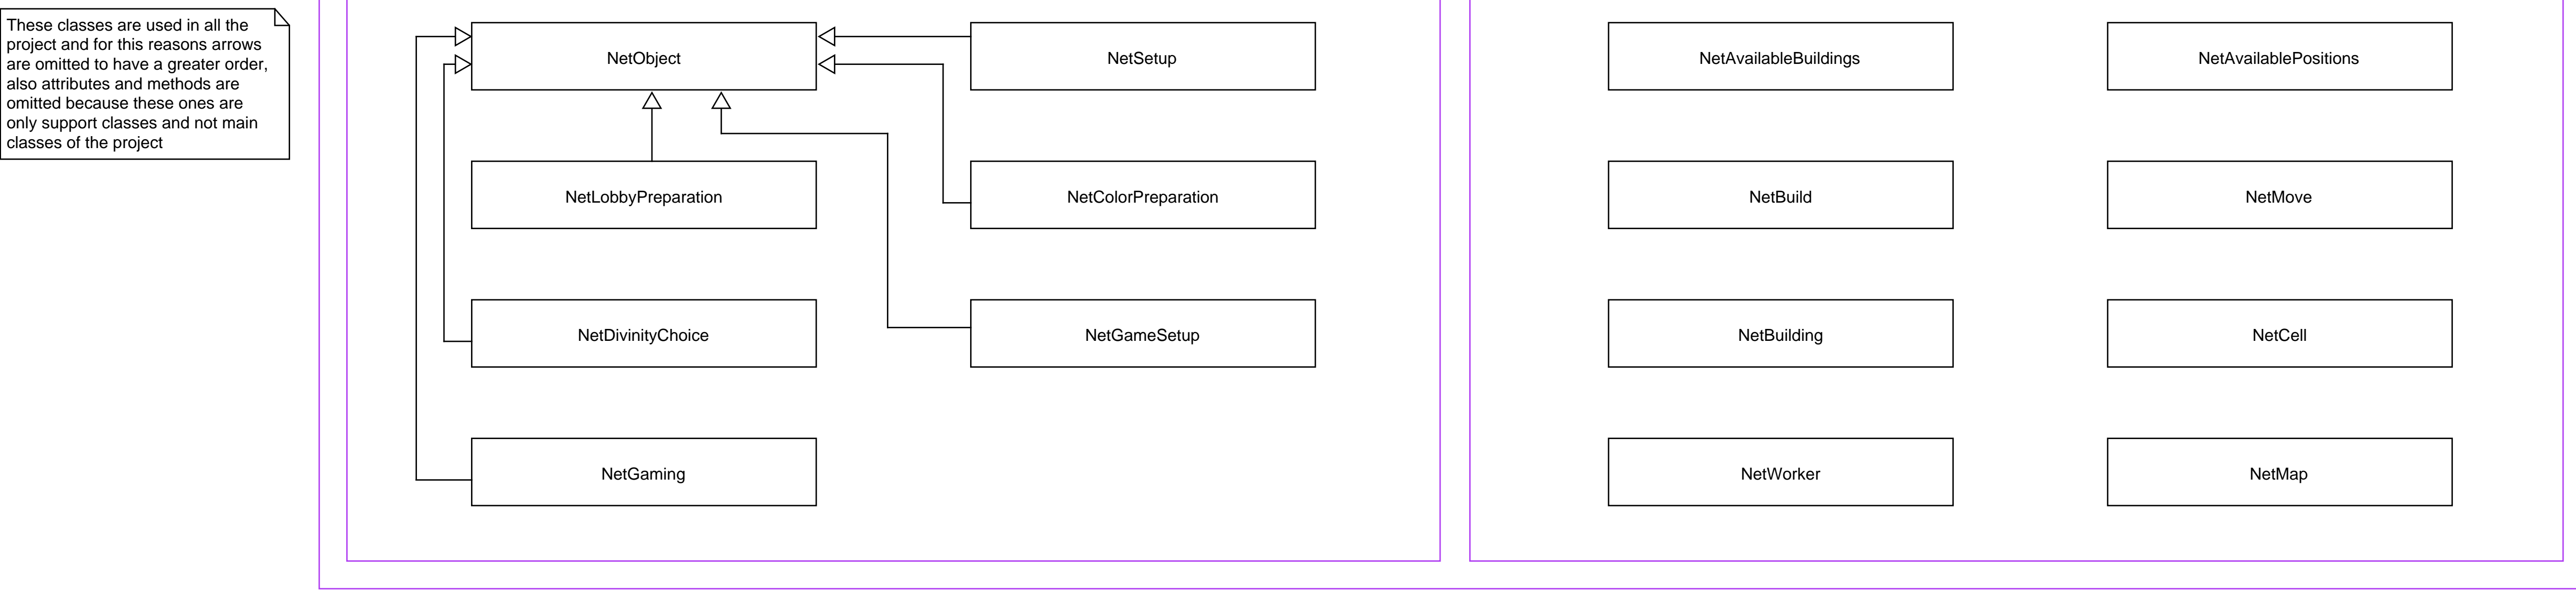 These classes are used in all the
project and for this reasons arrows
are omitted to have a greater order,
also attributes and methods are
omitted because these ones are
only support classes and not main
classes of the project
NetObject
NetSetup
NetLobbyPreparation
NetColorPreparation
NetDivinityChoice
NetGameSetup
NetGaming
NetAvailableBuildings
NetAvailablePositions
NetBuild
NetMove
NetBuilding
NetCell
NetWorker
NetMap